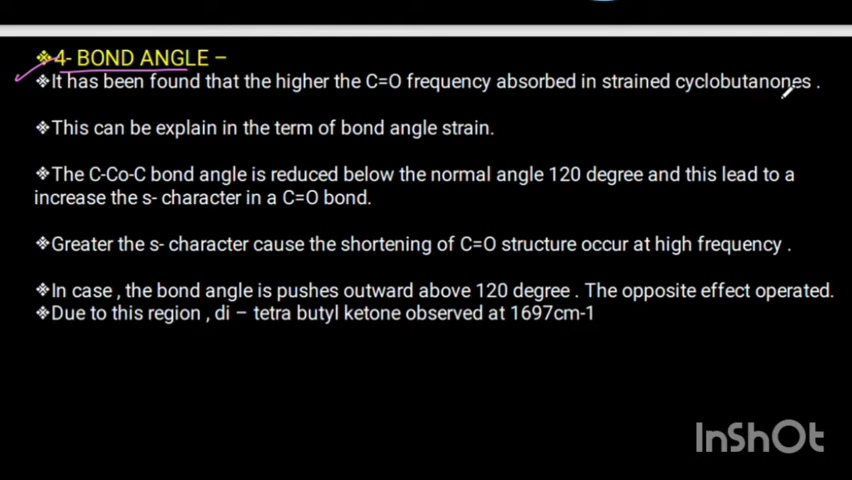 ❖4- BOND ANGLE –
❖It has been found that the higher the C=O frequency absorbed in strained cyclobutanones .
❖This can be explain in the term of bond angle strain.
❖The C-Co-C bond angle is reduced below the normal angle 120 degree and this lead to a
increase the s- character in a C=O bond.
❖Greater the s- character cause the shortening of C=O structure occur at high frequency .
❖In case , the bond angle is pushes outward above 120 degree . The opposite effect operated.
❖Due to this region , di – tetra butyl ketone observed at 1697cm-1
InShOt